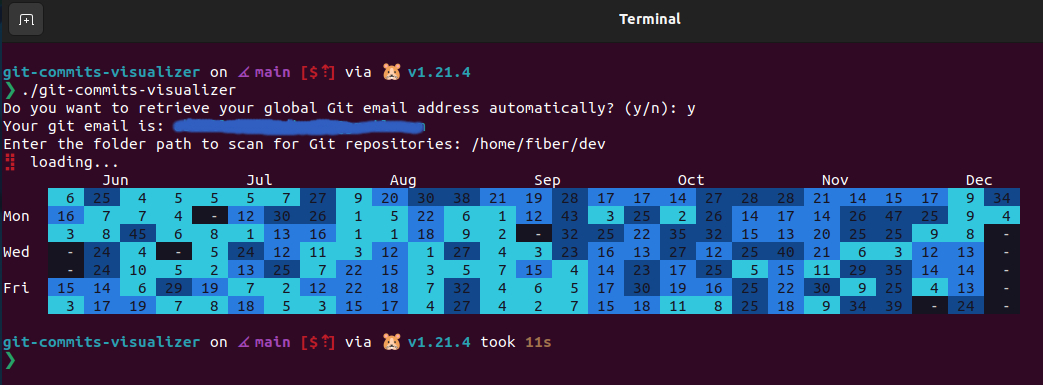 Terminal
git-commits-visualizer on main [$⇡] via 🐹 v1.21.4
❯ ./git-commits-visualizer
Do you want to retrieve your global Git email address automatically? (y/n): y
Your git email is:
Enter the folder path to scan for Git repositories: /home/fiber/dev
loading...
Jun Jul Aug Sep Oct Nov Dec
6 25 4 5 5 5 7 27 9 20 30 38 21 19 28 17 17 14 27 28 28 21 14 15 17 9 34
Mon 16 7 7 4 - 12 30 26 1 5 22 6 1 12 43 3 25 2 26 14 17 14 26 47 25 9 4
3 8 45 6 8 1 13 16 1 1 18 9 2 - 32 25 22 35 32 15 13 20 25 25 9 8 -
Wed - 24 4 - 5 24 12 11 3 12 1 27 4 3 23 16 13 27 12 25 40 21 6 3 12 13 -
- 24 10 5 2 13 25 7 22 15 3 5 7 15 4 14 23 17 25 5 15 11 29 35 14 14 -
Fri 15 14 6 29 19 7 2 12 22 18 7 32 4 6 5 17 30 19 16 25 22 30 9 25 4 13 -
3 17 19 7 8 18 5 3 15 17 4 27 4 2 7 15 18 11 8 25 18 9 34 39 - 24 -
git-commits-visualizer on main [$⇡] via 🐹 v1.21.4 took 11s
❯